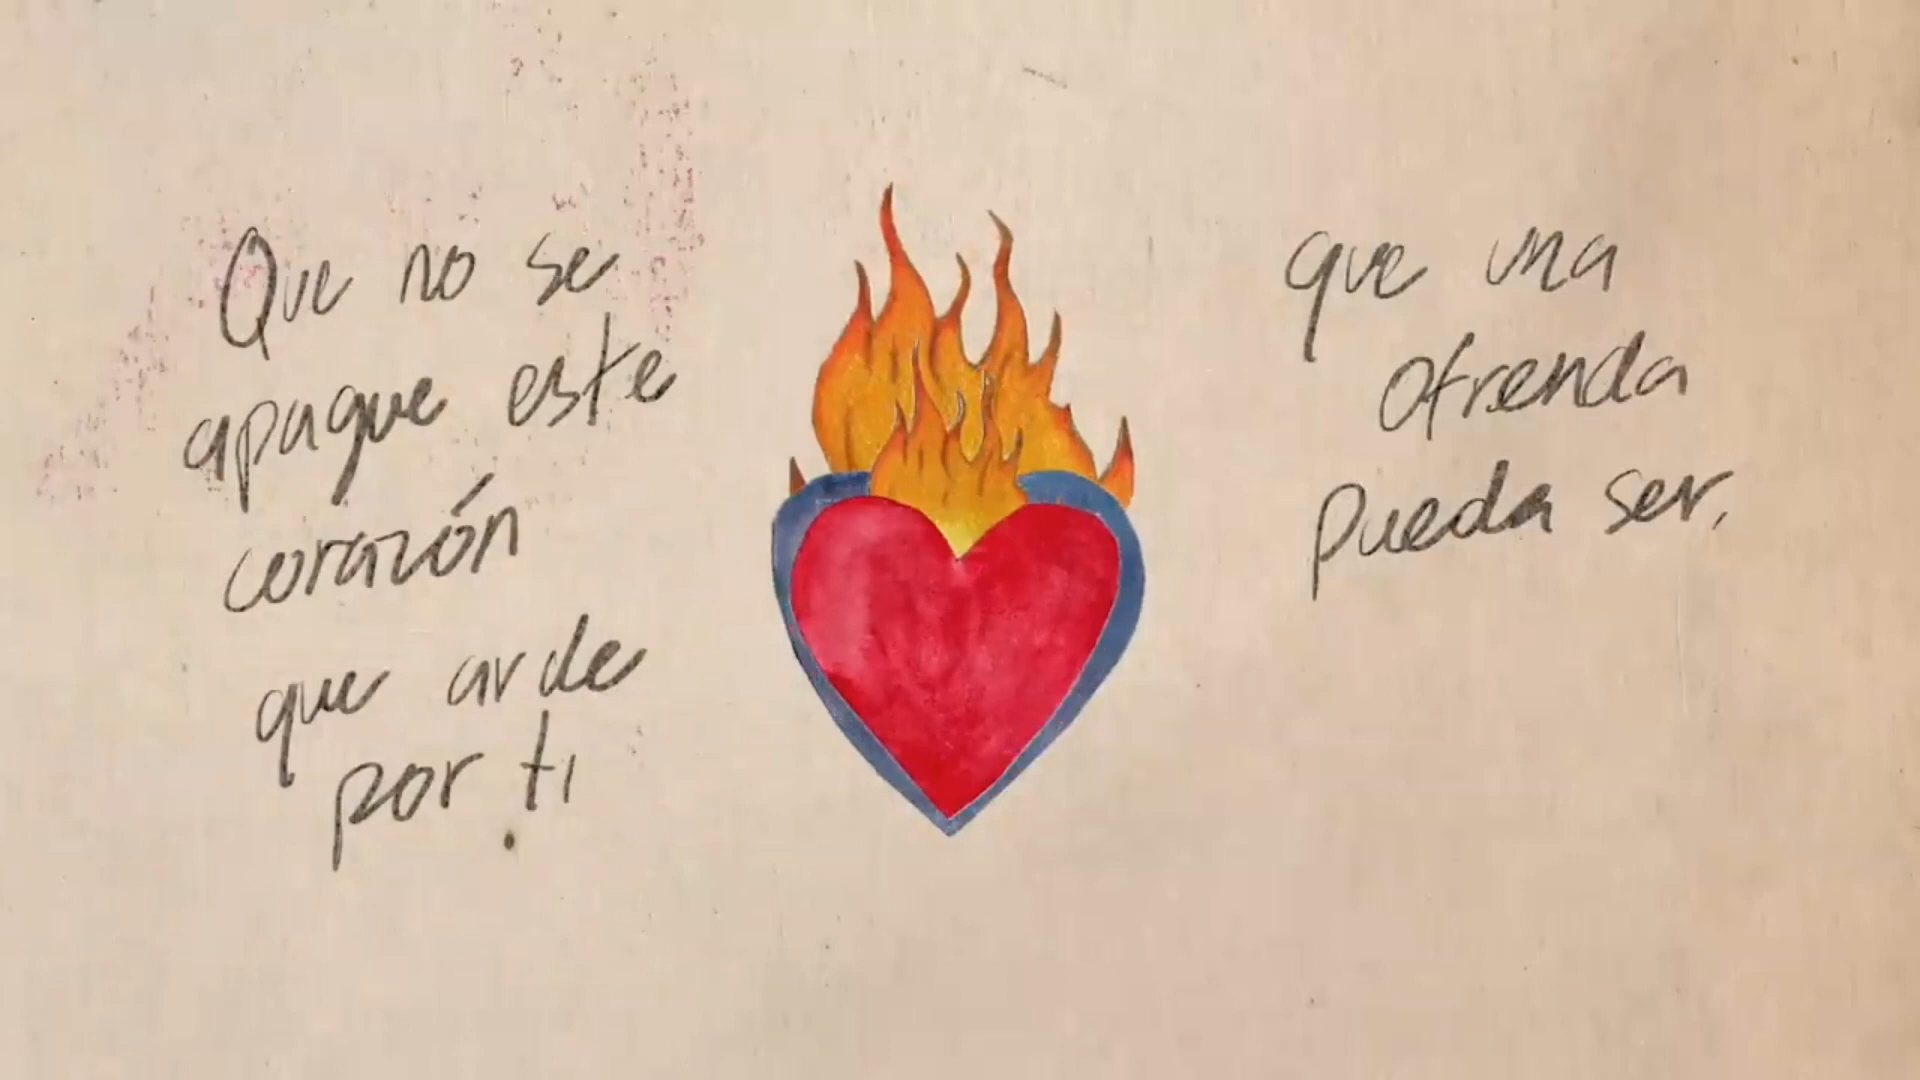 Que no se
apague este
corazón
que arde
por ti
que una
ofrenda
pueda ser,